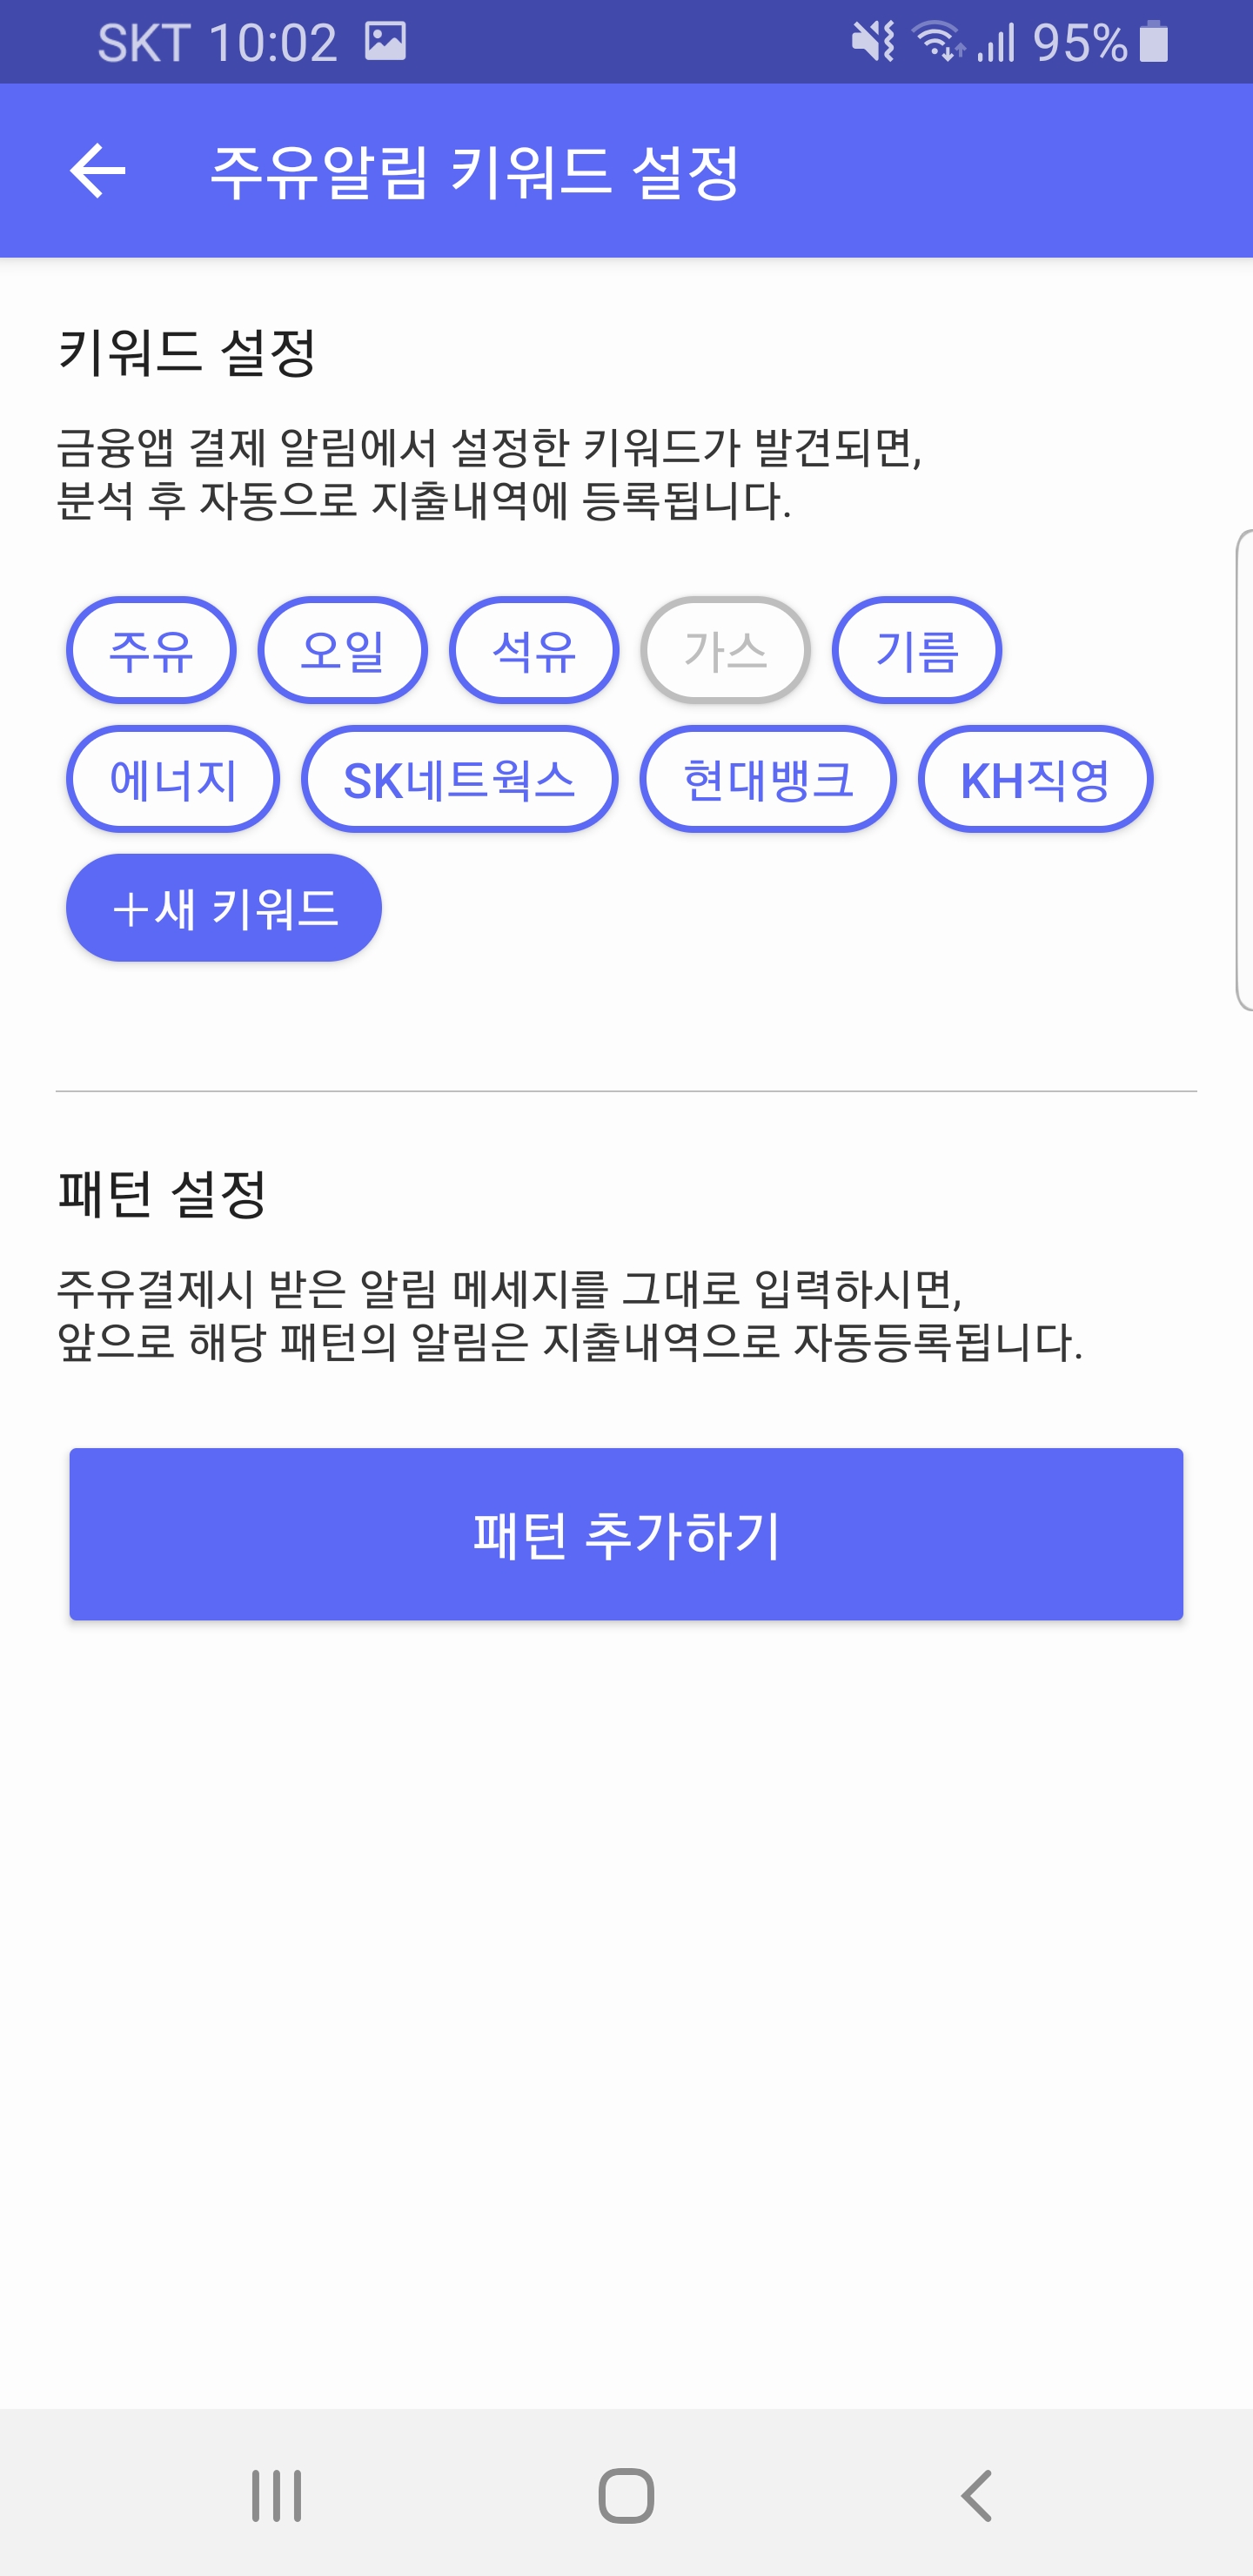 SKT 10:02 95%
주유알림 키워드 설정
키워드 설정
금융앱 결제 알림에서 설정한 키워드가 발견되면,
분석 후 자동으로 지출내역에 등록됩니다.
주유 오일 석유 가스 기름
에너지 SK네트웍스 현대뱅크 KH직영
+새 키워드
패턴 설정
주유결제시 받은 알림 메세지를 그대로 입력하시면,
앞으로 해당 패턴의 알림은 지출내역으로 자동등록됩니다.
패턴 추가하기